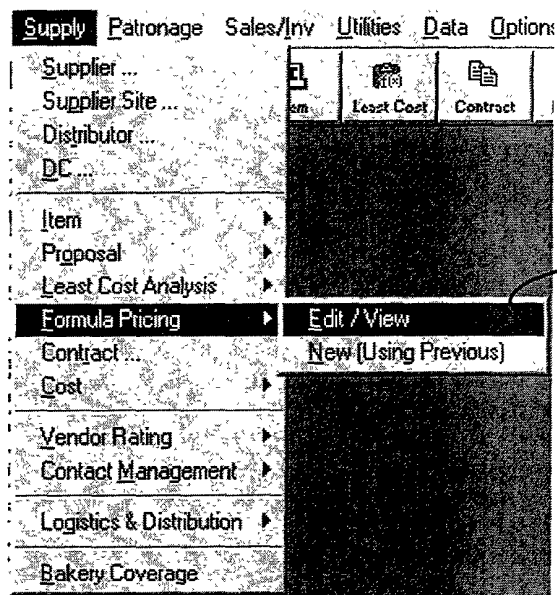 Supply Patronage Sales/Inv Utilities Data Options
Supplier ...
Supplier Site ...
Distributor ...
DC ...
Least Cost Contract
Item
Proposal
Least Cost Analysis
Formula Pricing
Edit / View
New (Using Previous)
Contract ...
Cost
Vendor Rating
Contact Management
Logistics & Distribution
Bakery Coverage